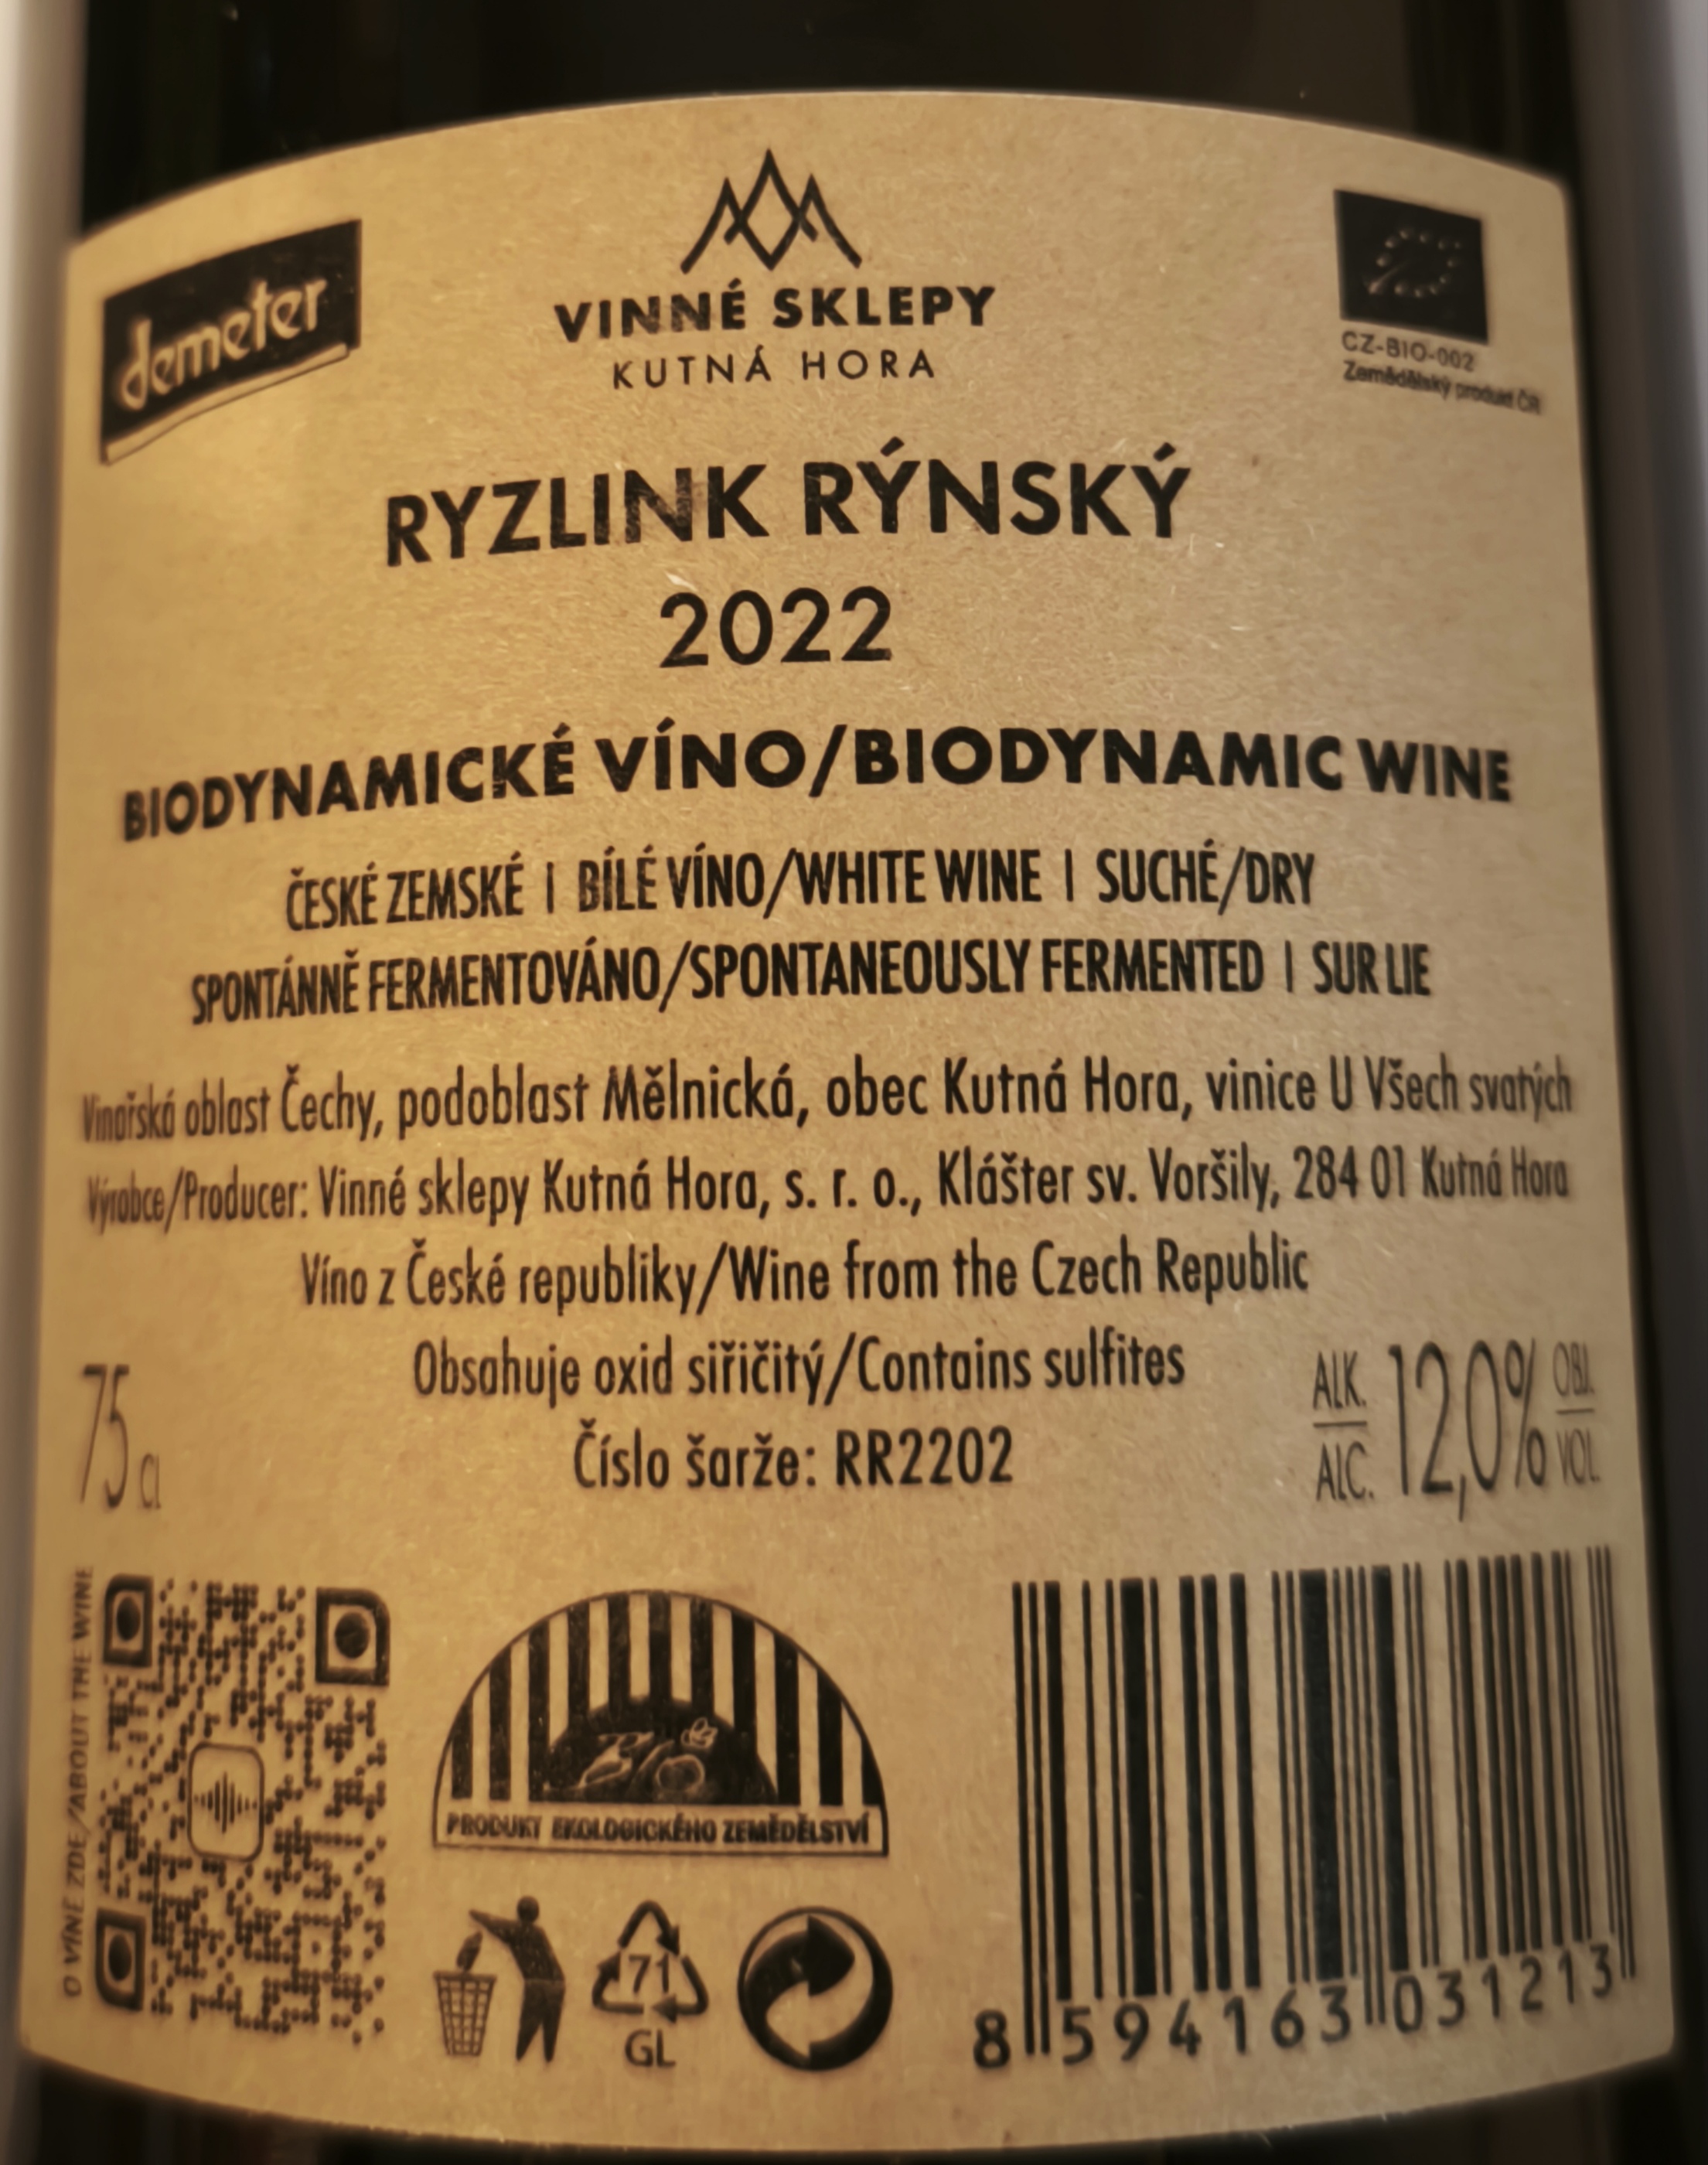 demeter
VINNÉ SKLEPY
KUTNÁ HORA
CZ-BIO-002
Zemědělský produkt ČR
RYZLINK RÝNSKÝ
2022
BIODYNAMICKÉ VÍNO/BIODYNAMIC WINE
ČESKÉ ZEMSKÉ | BÍLÉ VÍNO/WHITE WINE | SUCHÉ/DRY
SPONTÁNNĚ FERMENTOVÁNO/SPONTANEOUSLY FERMENTED | SUR LIE
Vinařská oblast Čechy, podoblast Mělnická, obec Kutná Hora, vinice U Všech svatých
Výrobce/Producer: Vinné sklepy Kutná Hora, s. r. o., Klášter sv. Voršily, 284 01 Kutná Hora
Víno z České republiky/Wine from the Czech Republic
Obsahuje oxid siřičitý/Contains sulfites
Číslo šarže: RR2202
75 CL
ALK. 12,0% OBJ.
ALC. VOL.
O VÍNĚ ZDE/ABOUT THE WINE
Bio
PRODUKT EKOLOGICKÉHO ZEMĚDĚLSTVÍ
71
GL
8 594163 031213